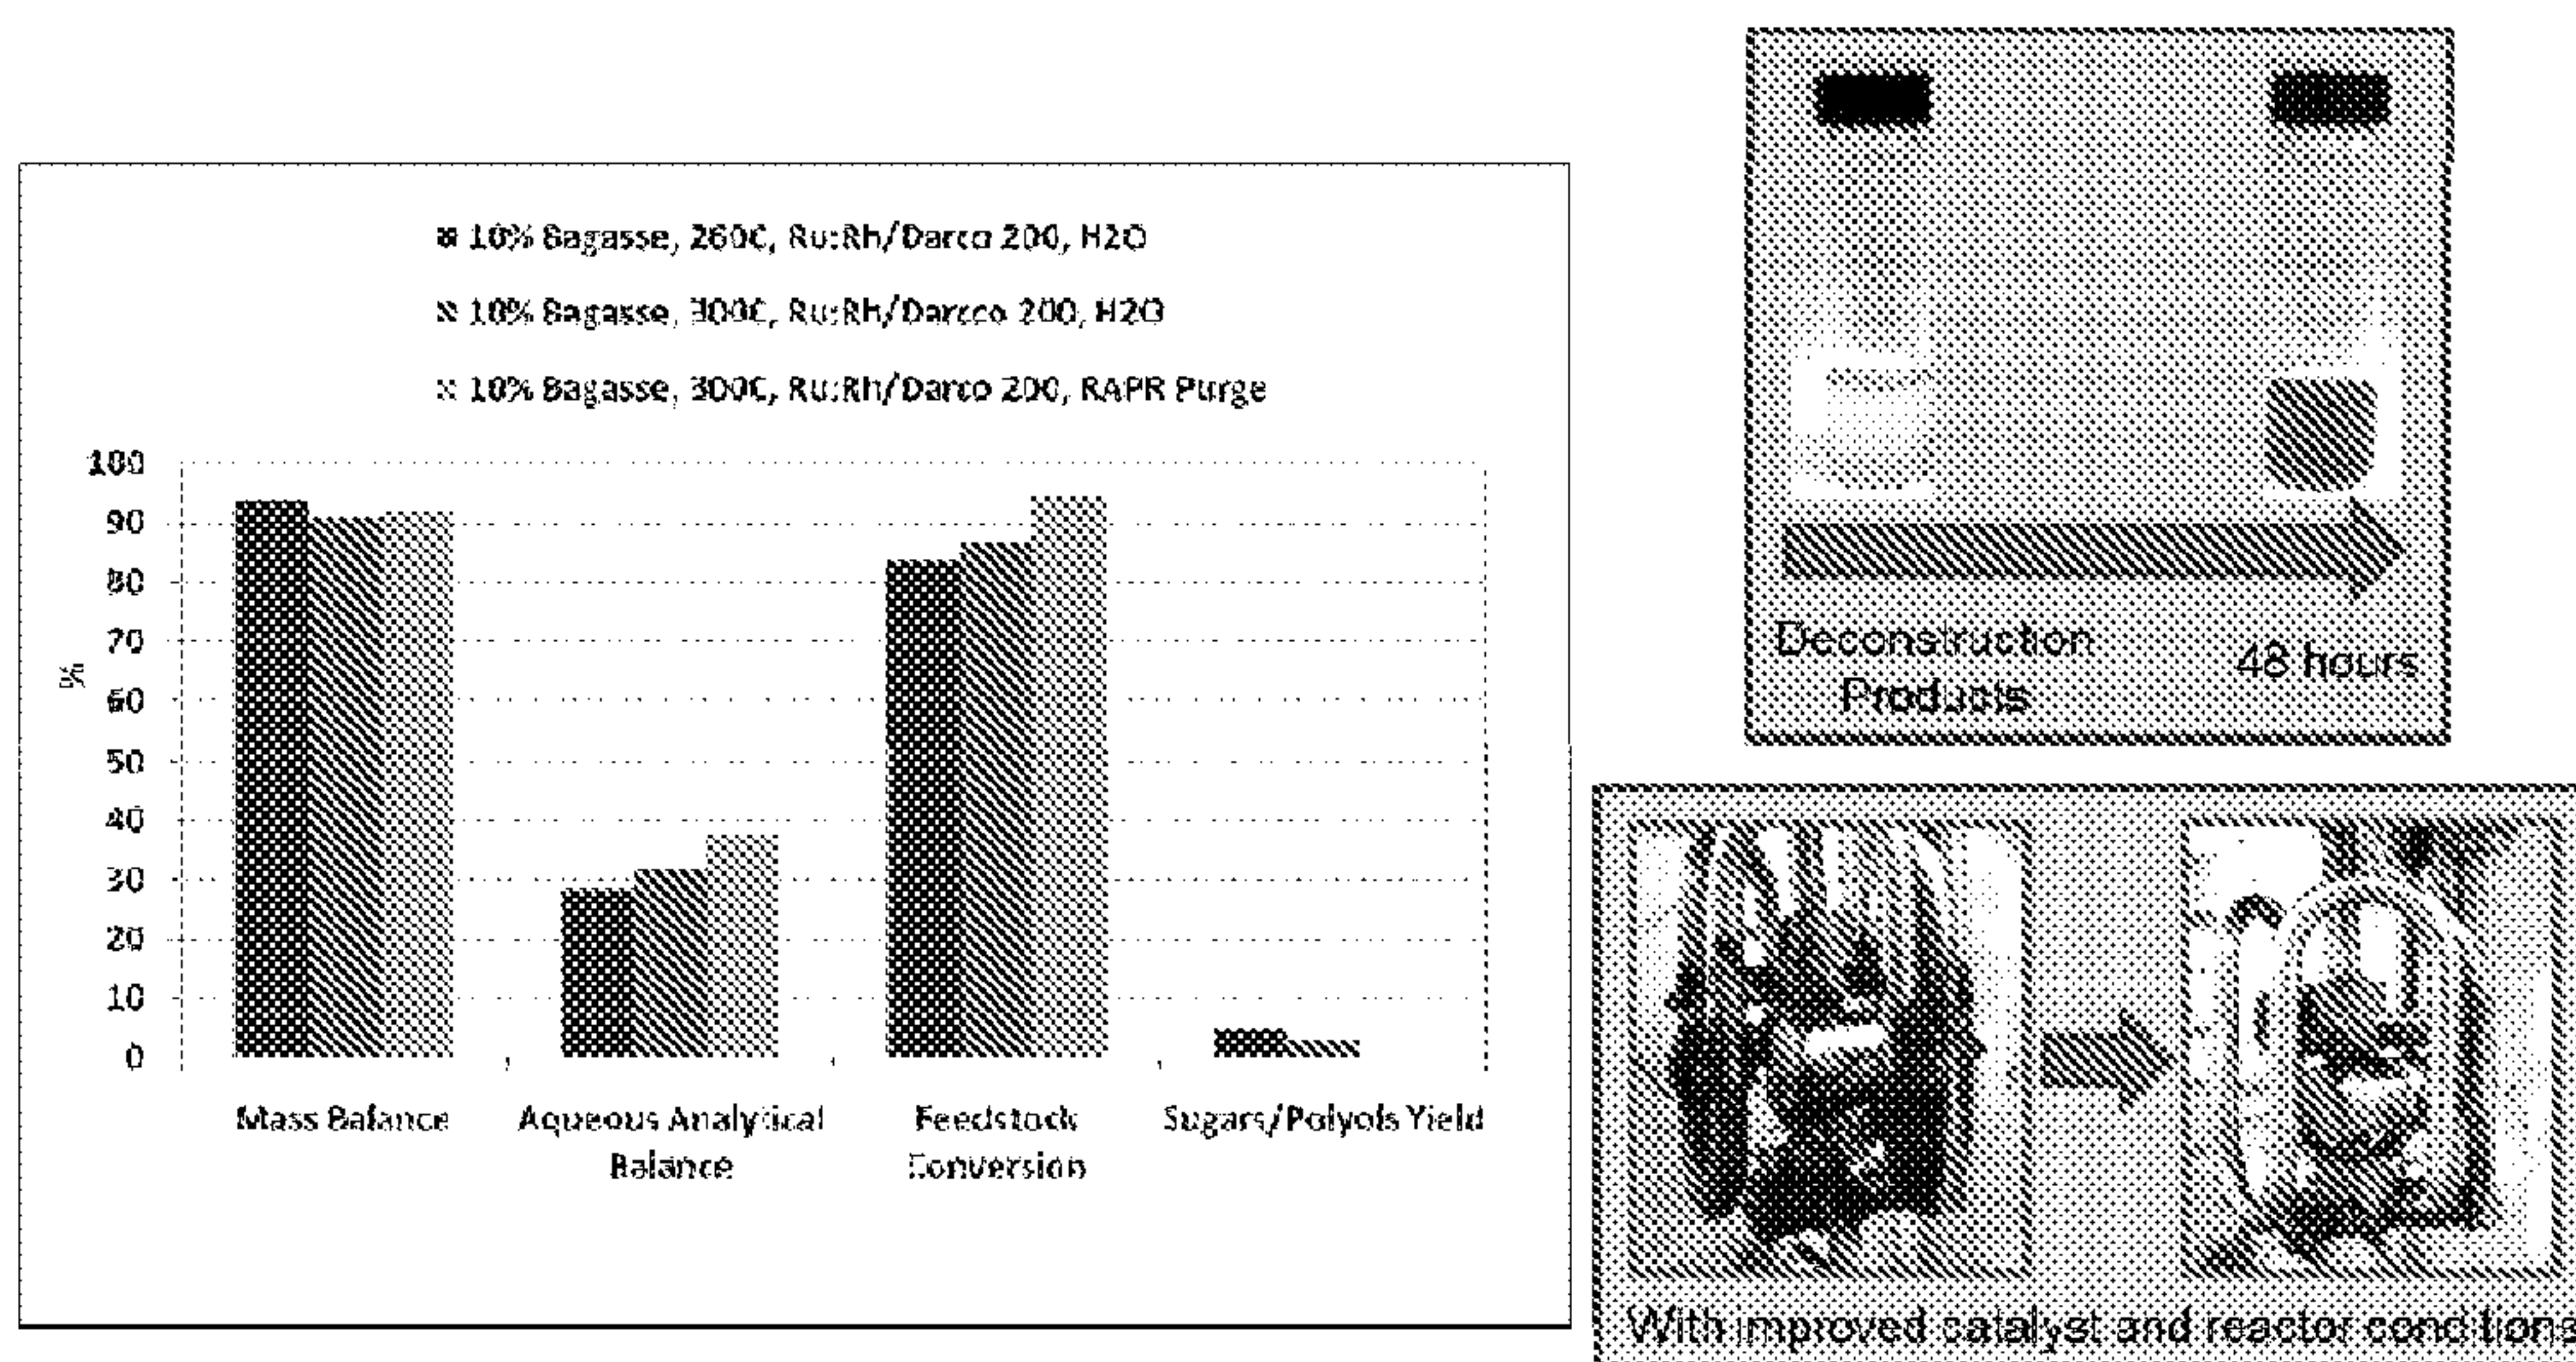 10% Bagasse, 260C, Ru:Rh/Darco 200, H2O
10% Bagasse, 300C, Ru:Rh/Darcco 200, H2O
10% Bagasse, 300C, Ru:Rh/Darco 200, RAPR Purge
100
90
80
70
60
50
40
30
20
10
0
%
Mass Balance
Aqueous Analytical
Balance
Feedstock
Conversion
Sugars/Polyols Yield
Deconstruction
Products
48 hours
With improved catalyst and reactor conditions